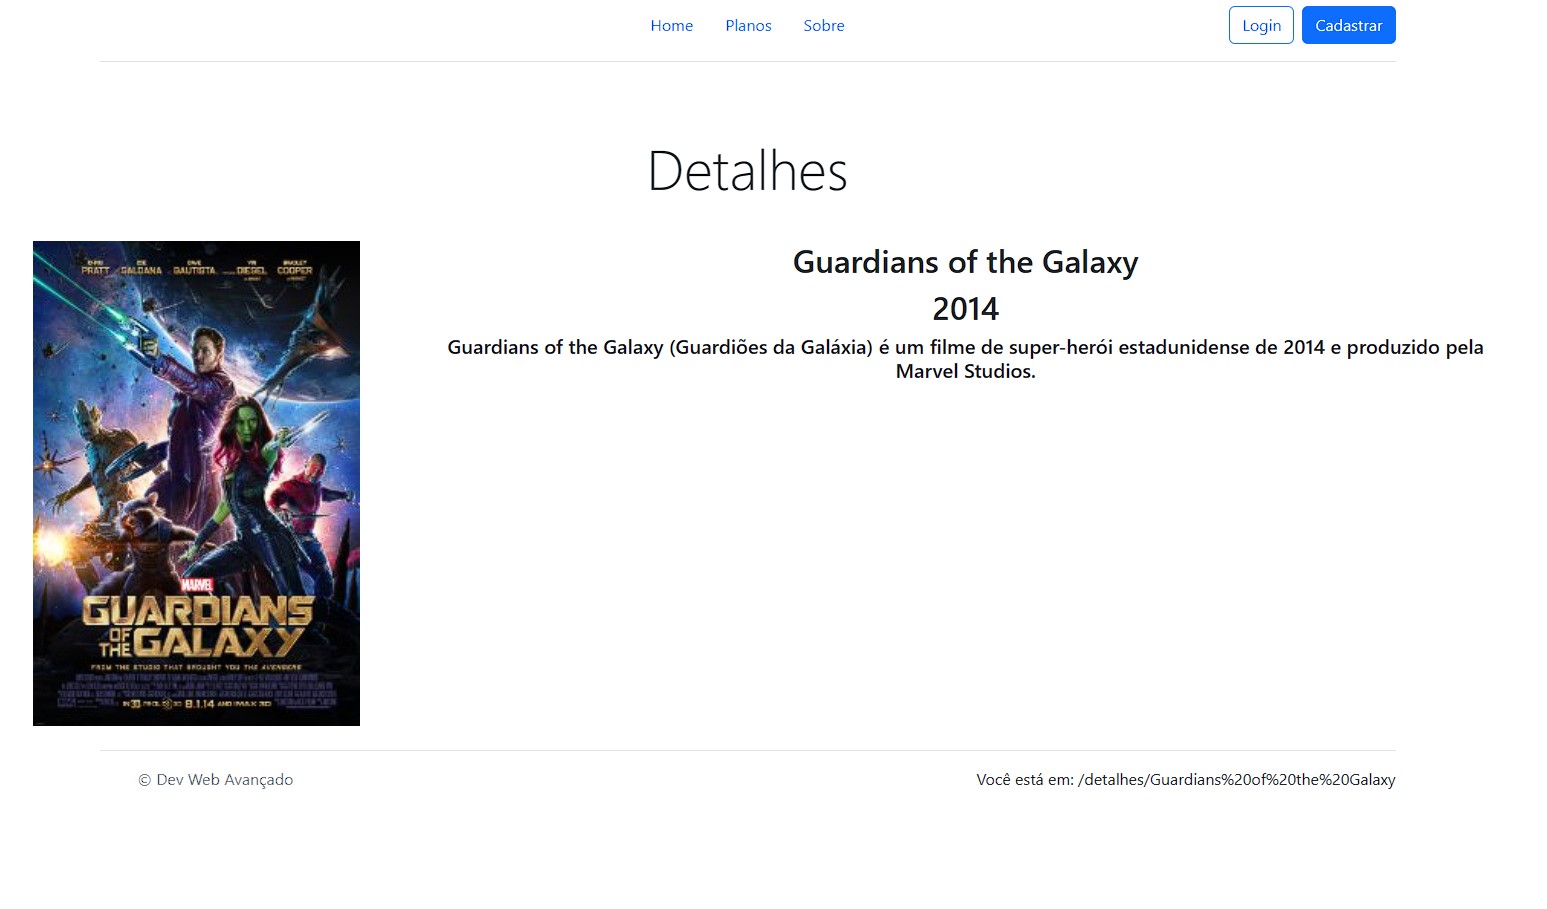 Home Planos Sobre Login Cadastrar
Detalhes
Guardians of the Galaxy
2014
Guardians of the Galaxy (Guardiões da Galáxia) é um filme de super-herói estadunidense de 2014 e produzido pela
Marvel Studios.
PRATT SALDANA BAUTISTA DIESEL COOPER
MARVEL
GUARDIANS
OF
THE GALAXY
FROM THE STUDIO THAT BROUGHT YOU THE AVENGERS
8.1.14 AND IMAX 3D
© Dev Web Avançado Você está em: /detalhes/Guardians%20of%20the%20Galaxy